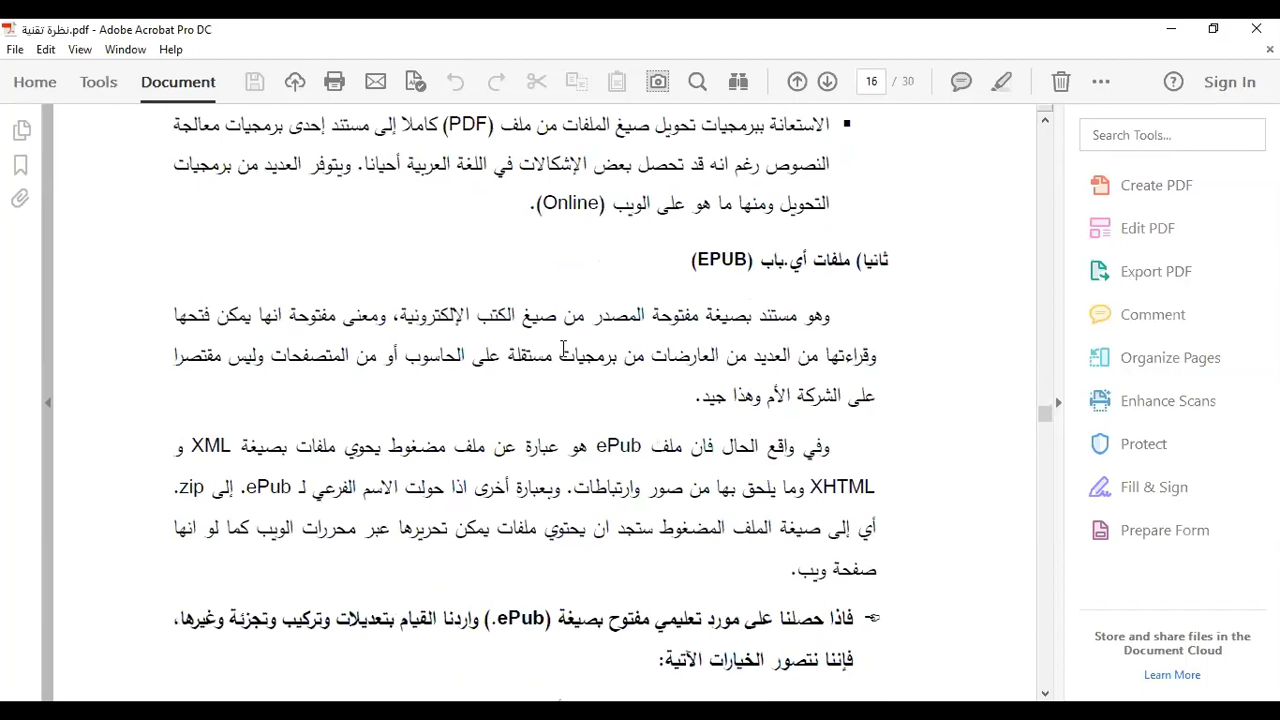 نظرة تقنية.pdf - Adobe Acrobat Pro DC
File Edit View Window Help
Home Tools Document 16 / 30 Sign In
الاستعانة ببرمجيات تحويل صيغ الملفات من ملف (PDF) كاملا إلى مستند إحدى برمجيات معالجة
النصوص رغم انه قد تحصل بعض الإشكالات في اللغة العربية أحيانا. ويتوفر العديد من برمجيات
التحويل ومنها ما هو على الويب (Online).
ثانيا) ملفات أي.باب (EPUB)
وهو مستند بصيغة مفتوحة المصدر من صيغ الكتب الإلكترونية، ومعنى مفتوحة انها يمكن فتحها
وقراءتها من العديد من العارضات من برمجيات مستقلة على الحاسوب أو من المتصفحات وليس مقتصرا
على الشركة الأم وهذا جيد.
وفي واقع الحال فان ملف ePub هو عبارة عن ملف مضغوط يحوي ملفات بصيغة XML و
XHTML وما يلحق بها من صور وارتباطات. وبعبارة أخرى اذا حولت الاسم الفرعي لـ ePub. إلى zip.
أي إلى صيغة الملف المضغوط ستجد ان يحتوي ملفات يمكن تحريرها عبر محررات الويب كما لو انها
صفحة ويب.
فاذا حصلنا على مورد تعليمي مفتوح بصيغة (ePub.) واردنا القيام بتعديلات وتركيب وتجزئة وغيرها،
فإننا نتصور الخيارات الآتية:
Search Tools...
Create PDF
Edit PDF
Export PDF
Comment
Organize Pages
Enhance Scans
Protect
Fill & Sign
Prepare Form
Store and share files in the
Document Cloud
Learn More